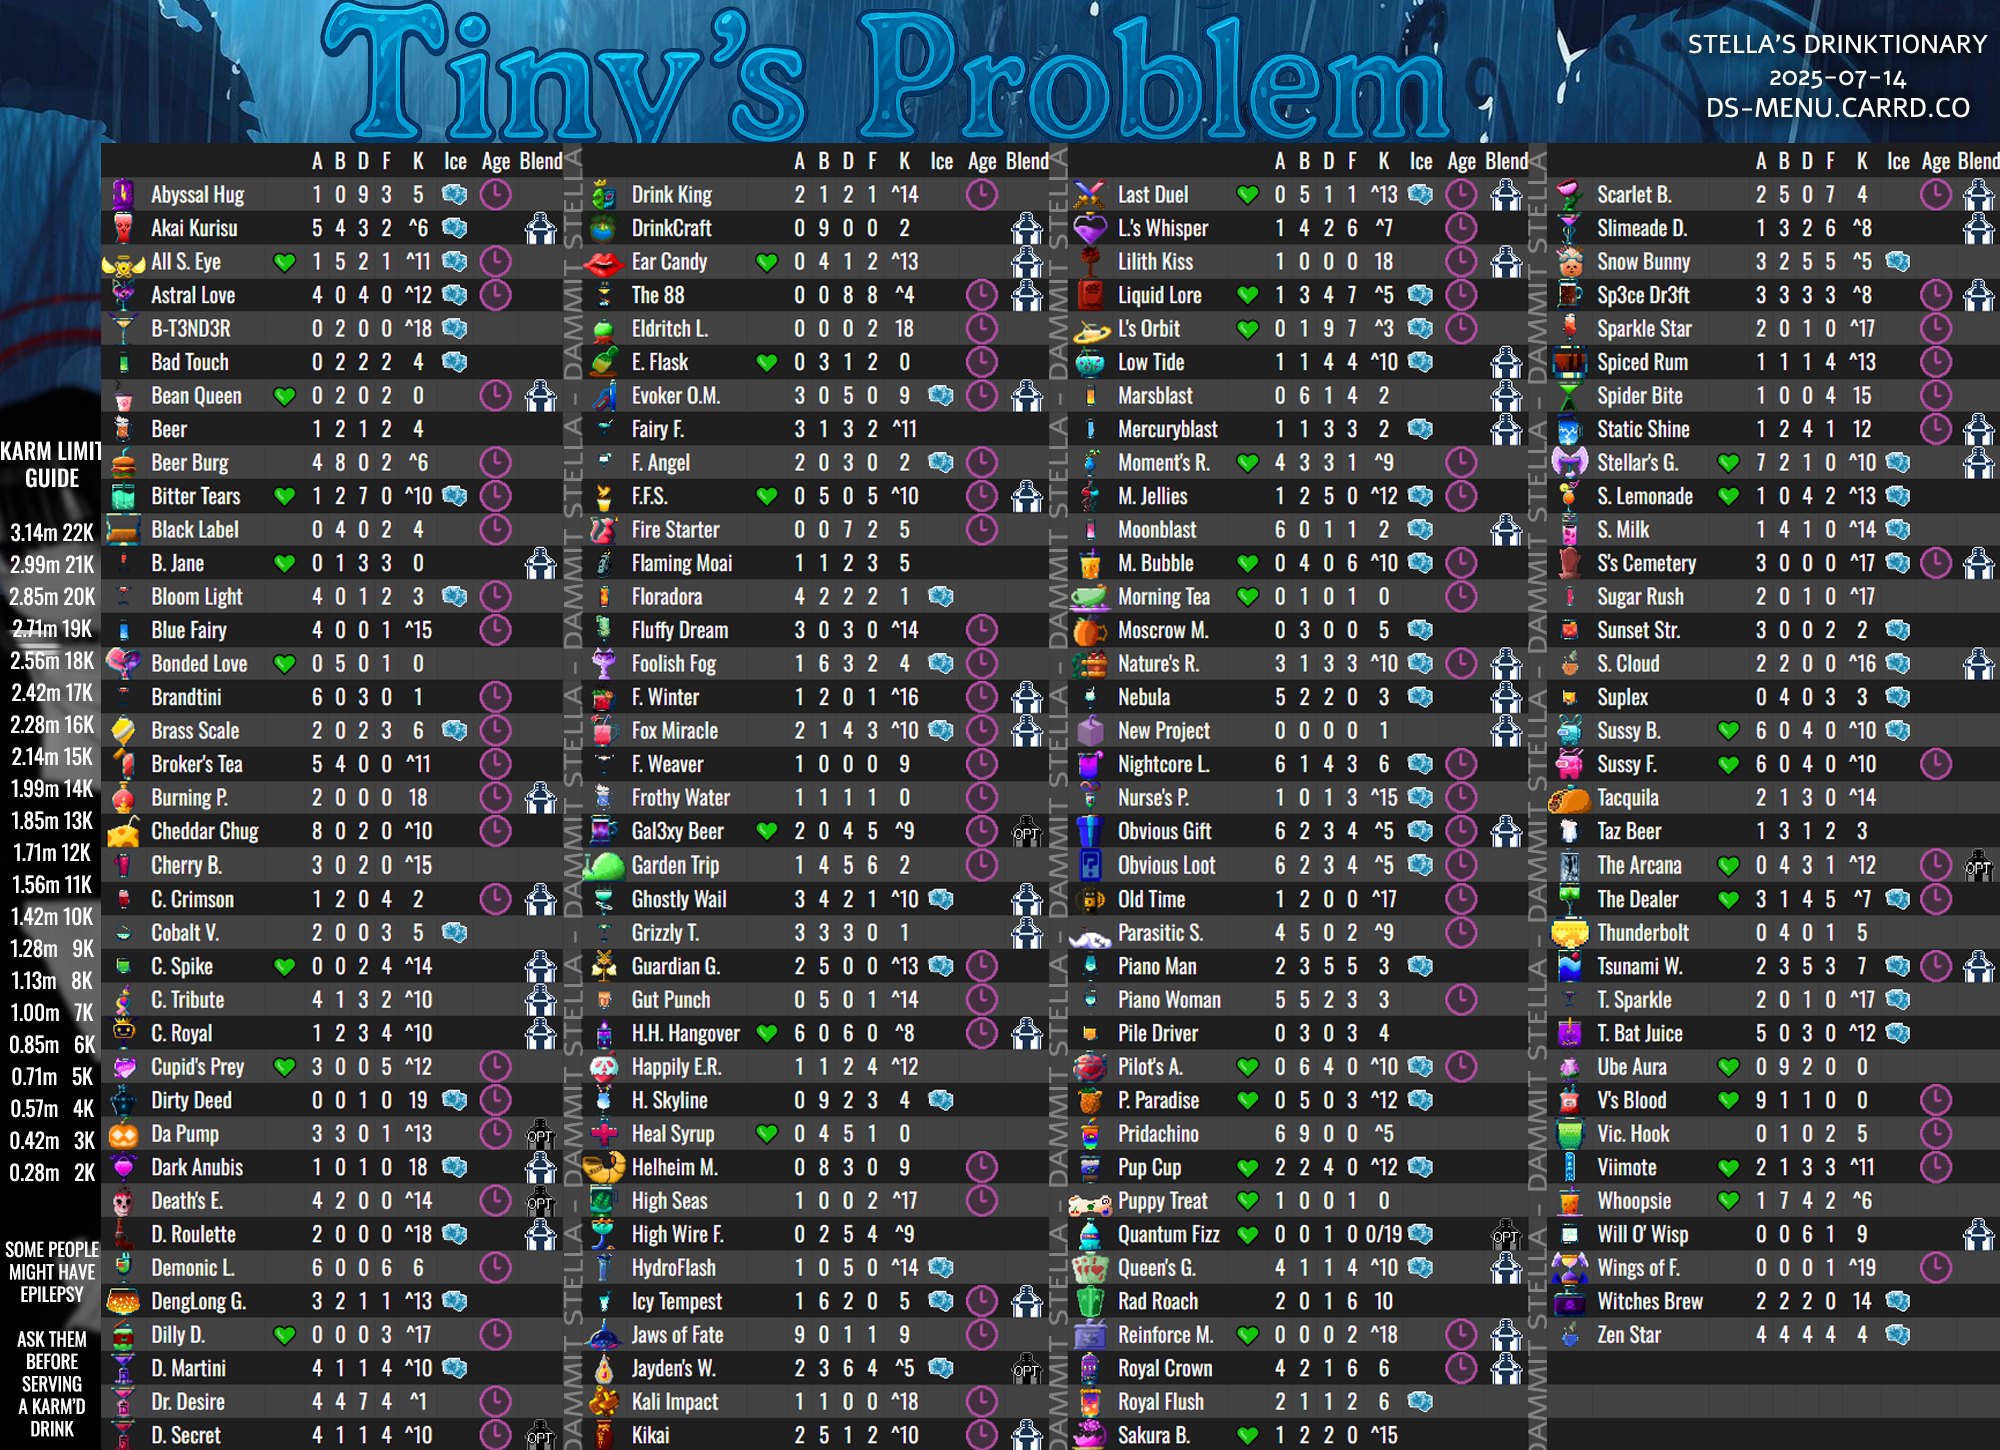 Tiny's Problem
STELLA'S DRINKTIONARY
2025-07-14
DS-MENU.CARRD.CO
KARM LIMIT
GUIDE
3.14m 22K
2.99m 21K
2.85m 20K
2.71m 19K
2.56m 18K
2.42m 17K
2.28m 16K
2.14m 15K
1.99m 14K
1.85m 13K
1.71m 12K
1.56m 11K
1.42m 10K
1.28m 9K
1.13m 8K
1.00m 7K
0.85m 6K
0.71m 5K
0.57m 4K
0.42m 3K
0.28m 2K
SOME PEOPLE
MIGHT HAVE
EPILEPSY
ASK THEM
BEFORE
SERVING
A KARM'D
DRINK
A B D F K Ice Age Blend
Abyssal Hug 1 0 9 3 5
Akai Kurisu 5 4 3 2 ^6
All S. Eye 1 5 2 1 ^11
Astral Love 4 0 4 0 ^12
B-T3ND3R 0 2 0 0 ^18
Bad Touch 0 2 2 2 4
Bean Queen 0 2 0 2 0
Beer 1 2 1 2 4
Beer Burg 4 8 0 2 ^6
Bitter Tears 1 2 7 0 ^10
Black Label 0 4 0 2 4
B. Jane 0 1 3 3 0
Bloom Light 4 0 1 2 3
Blue Fairy 4 0 0 1 ^15
Bonded Love 0 5 0 1 0
Brandtini 6 0 3 0 1
Brass Scale 2 0 2 3 6
Broker's Tea 5 4 0 0 ^11
Burning P. 2 0 0 0 18
Cheddar Chug 8 0 2 0 ^10
Cherry B. 3 0 2 0 ^15
C. Crimson 1 2 0 4 2
Cobalt V. 2 0 0 3 5
C. Spike 0 0 2 4 ^14
C. Tribute 4 1 3 2 ^10
C. Royal 1 2 3 4 ^10
Cupid's Prey 3 0 0 5 ^12
Dirty Deed 0 0 1 0 19
Da Pump 3 3 0 1 ^13 OPT
Dark Anubis 1 0 1 0 18
Death's E. 4 2 0 0 ^14 OPT
D. Roulette 2 0 0 0 ^18
Demonic L. 6 0 0 6 6
DengLong G. 3 2 1 1 ^13
Dilly D. 0 0 0 3 ^17
D. Martini 4 1 1 4 ^10
Dr. Desire 4 4 7 4 ^1
D. Secret 4 1 1 4 ^10 OPT
DAMMIT STELLA - DAMMIT STELLA - DAMMIT STELLA - DAMMIT STELLA
A B D F K Ice Age Blend
Drink King 2 1 2 1 ^14
DrinkCraft 0 9 0 0 2
Ear Candy 0 4 1 2 ^13
The 88 0 0 8 8 ^4
Eldritch L. 0 0 0 2 18
E. Flask 0 3 1 2 0
Evoker O.M. 3 0 5 0 9
Fairy F. 3 1 3 2 ^11
F. Angel 2 0 3 0 2
F.F.S. 0 5 0 5 ^10
Fire Starter 0 0 7 2 5
Flaming Moai 1 1 2 3 5
Floradora 4 2 2 2 1
Fluffy Dream 3 0 3 0 ^14
Foolish Fog 1 6 3 2 4
F. Winter 1 2 0 1 ^16
Fox Miracle 2 1 4 3 ^10
F. Weaver 1 0 0 0 9
Frothy Water 1 1 1 1 0
Gal3xy Beer 2 0 4 5 ^9 OPT
Garden Trip 1 4 5 6 2
Ghostly Wail 3 4 2 1 ^10
Grizzly T. 3 3 3 0 1
Guardian G. 2 5 0 0 ^13
Gut Punch 0 5 0 1 ^14
H.H. Hangover 6 0 6 0 ^8
Happily E.R. 1 1 2 4 ^12
H. Skyline 0 9 2 3 4
Heal Syrup 0 4 5 1 0
Helheim M. 0 8 3 0 9
High Seas 1 0 0 2 ^17
High Wire F. 0 2 5 4 ^9
HydroFlash 1 0 5 0 ^14
Icy Tempest 1 6 2 0 5
Jaws of Fate 9 0 1 1 9
Jayden's W. 2 3 6 4 ^5 OPT
Kali Impact 1 1 0 0 ^18
Kikai 2 5 1 2 ^10
DAMMIT STELLA - DAMMIT STELLA - DAMMIT STELLA - DAMMIT STELLA
A B D F K Ice Age Blend
Last Duel 0 5 1 1 ^13
L.'s Whisper 1 4 2 6 ^7
Lilith Kiss 1 0 0 0 18
Liquid Lore 1 3 4 7 ^5
L's Orbit 0 1 9 7 ^3
Low Tide 1 1 4 4 ^10
Marsblast 0 6 1 4 2
Mercuryblast 1 1 3 3 2
Moment's R. 4 3 3 1 ^9
M. Jellies 1 2 5 0 ^12
Moonblast 6 0 1 1 2
M. Bubble 0 4 0 6 ^10
Morning Tea 0 1 0 1 0
Moscrow M. 0 3 0 0 5
Nature's R. 3 1 3 3 ^10
Nebula 5 2 2 0 3
New Project 0 0 0 0 1
Nightcore L. 6 1 4 3 6
Nurse's P. 1 0 1 3 ^15
Obvious Gift 6 2 3 4 ^5
Obvious Loot 6 2 3 4 ^5
Old Time 1 2 0 0 ^17
Parasitic S. 4 5 0 2 ^9
Piano Man 2 3 5 5 3
Piano Woman 5 5 2 3 3
Pile Driver 0 3 0 3 4
Pilot's A. 0 6 4 0 ^10
P. Paradise 0 5 0 3 ^12
Pridachino 6 9 0 0 ^5
Pup Cup 2 2 4 0 ^12
Puppy Treat 1 0 0 1 0
Quantum Fizz 0 0 1 0 0/19 OPT
Queen's G. 4 1 1 4 ^10
Rad Roach 2 0 1 6 10
Reinforce M. 0 0 0 2 ^18
Royal Crown 4 2 1 6 6
Royal Flush 2 1 1 2 6
Sakura B. 1 2 2 0 ^15
DAMMIT STELLA - DAMMIT STELLA - DAMMIT STELLA - DAMMIT STELLA
A B D F K Ice Age Blend
Scarlet B. 2 5 0 7 4
Slimeade D. 1 3 2 6 ^8
Snow Bunny 3 2 5 5 ^5
Sp3ce Dr3ft 3 3 3 3 ^8
Sparkle Star 2 0 1 0 ^17
Spiced Rum 1 1 1 4 ^13
Spider Bite 1 0 0 4 15
Static Shine 1 2 4 1 12
Stellar's G. 7 2 1 0 ^10
S. Lemonade 1 0 4 2 ^13
S. Milk 1 4 1 0 ^14
S's Cemetery 3 0 0 0 ^17
Sugar Rush 2 0 1 0 ^17
Sunset Str. 3 0 0 2 2
S. Cloud 2 2 0 0 ^16
Suplex 0 4 0 3 3
Sussy B. 6 0 4 0 ^10
Sussy F. 6 0 4 0 ^10
Tacquila 2 1 3 0 ^14
Taz Beer 1 3 1 2 3
The Arcana 0 4 3 1 ^12 OPT
The Dealer 3 1 4 5 ^7
Thunderbolt 0 4 0 1 5
Tsunami W. 2 3 5 3 7
T. Sparkle 2 0 1 0 ^17
T. Bat Juice 5 0 3 0 ^12
Ube Aura 0 9 2 0 0
V's Blood 9 1 1 0 0
Vic. Hook 0 1 0 2 5
Viimote 2 1 3 3 ^11
Whoopsie 1 7 4 2 ^6
Will O' Wisp 0 0 6 1 9
Wings of F. 0 0 0 1 ^19
Witches Brew 2 2 2 0 14
Zen Star 4 4 4 4 4